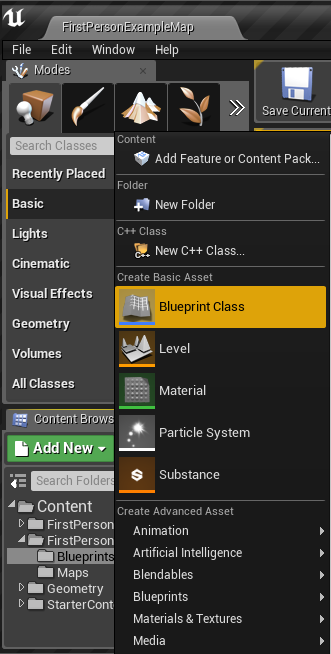 FirstPersonExampleMap
File Edit Window Help
Modes
Save Current
Search Classes
Recently Placed
Basic
Lights
Cinematic
Visual Effects
Geometry
Volumes
All Classes
Content
Add Feature or Content Pack...
Folder
New Folder
C++ Class
New C++ Class...
Create Basic Asset
Blueprint Class
Level
Material
Particle System
Substance
Create Advanced Asset
Animation
Artificial Intelligence
Blendables
Blueprints
Materials & Textures
Media
Content Brows
Add New
Search Folders
Content
FirstPerson
FirstPerson
Blueprints
Maps
Geometry
StarterCont